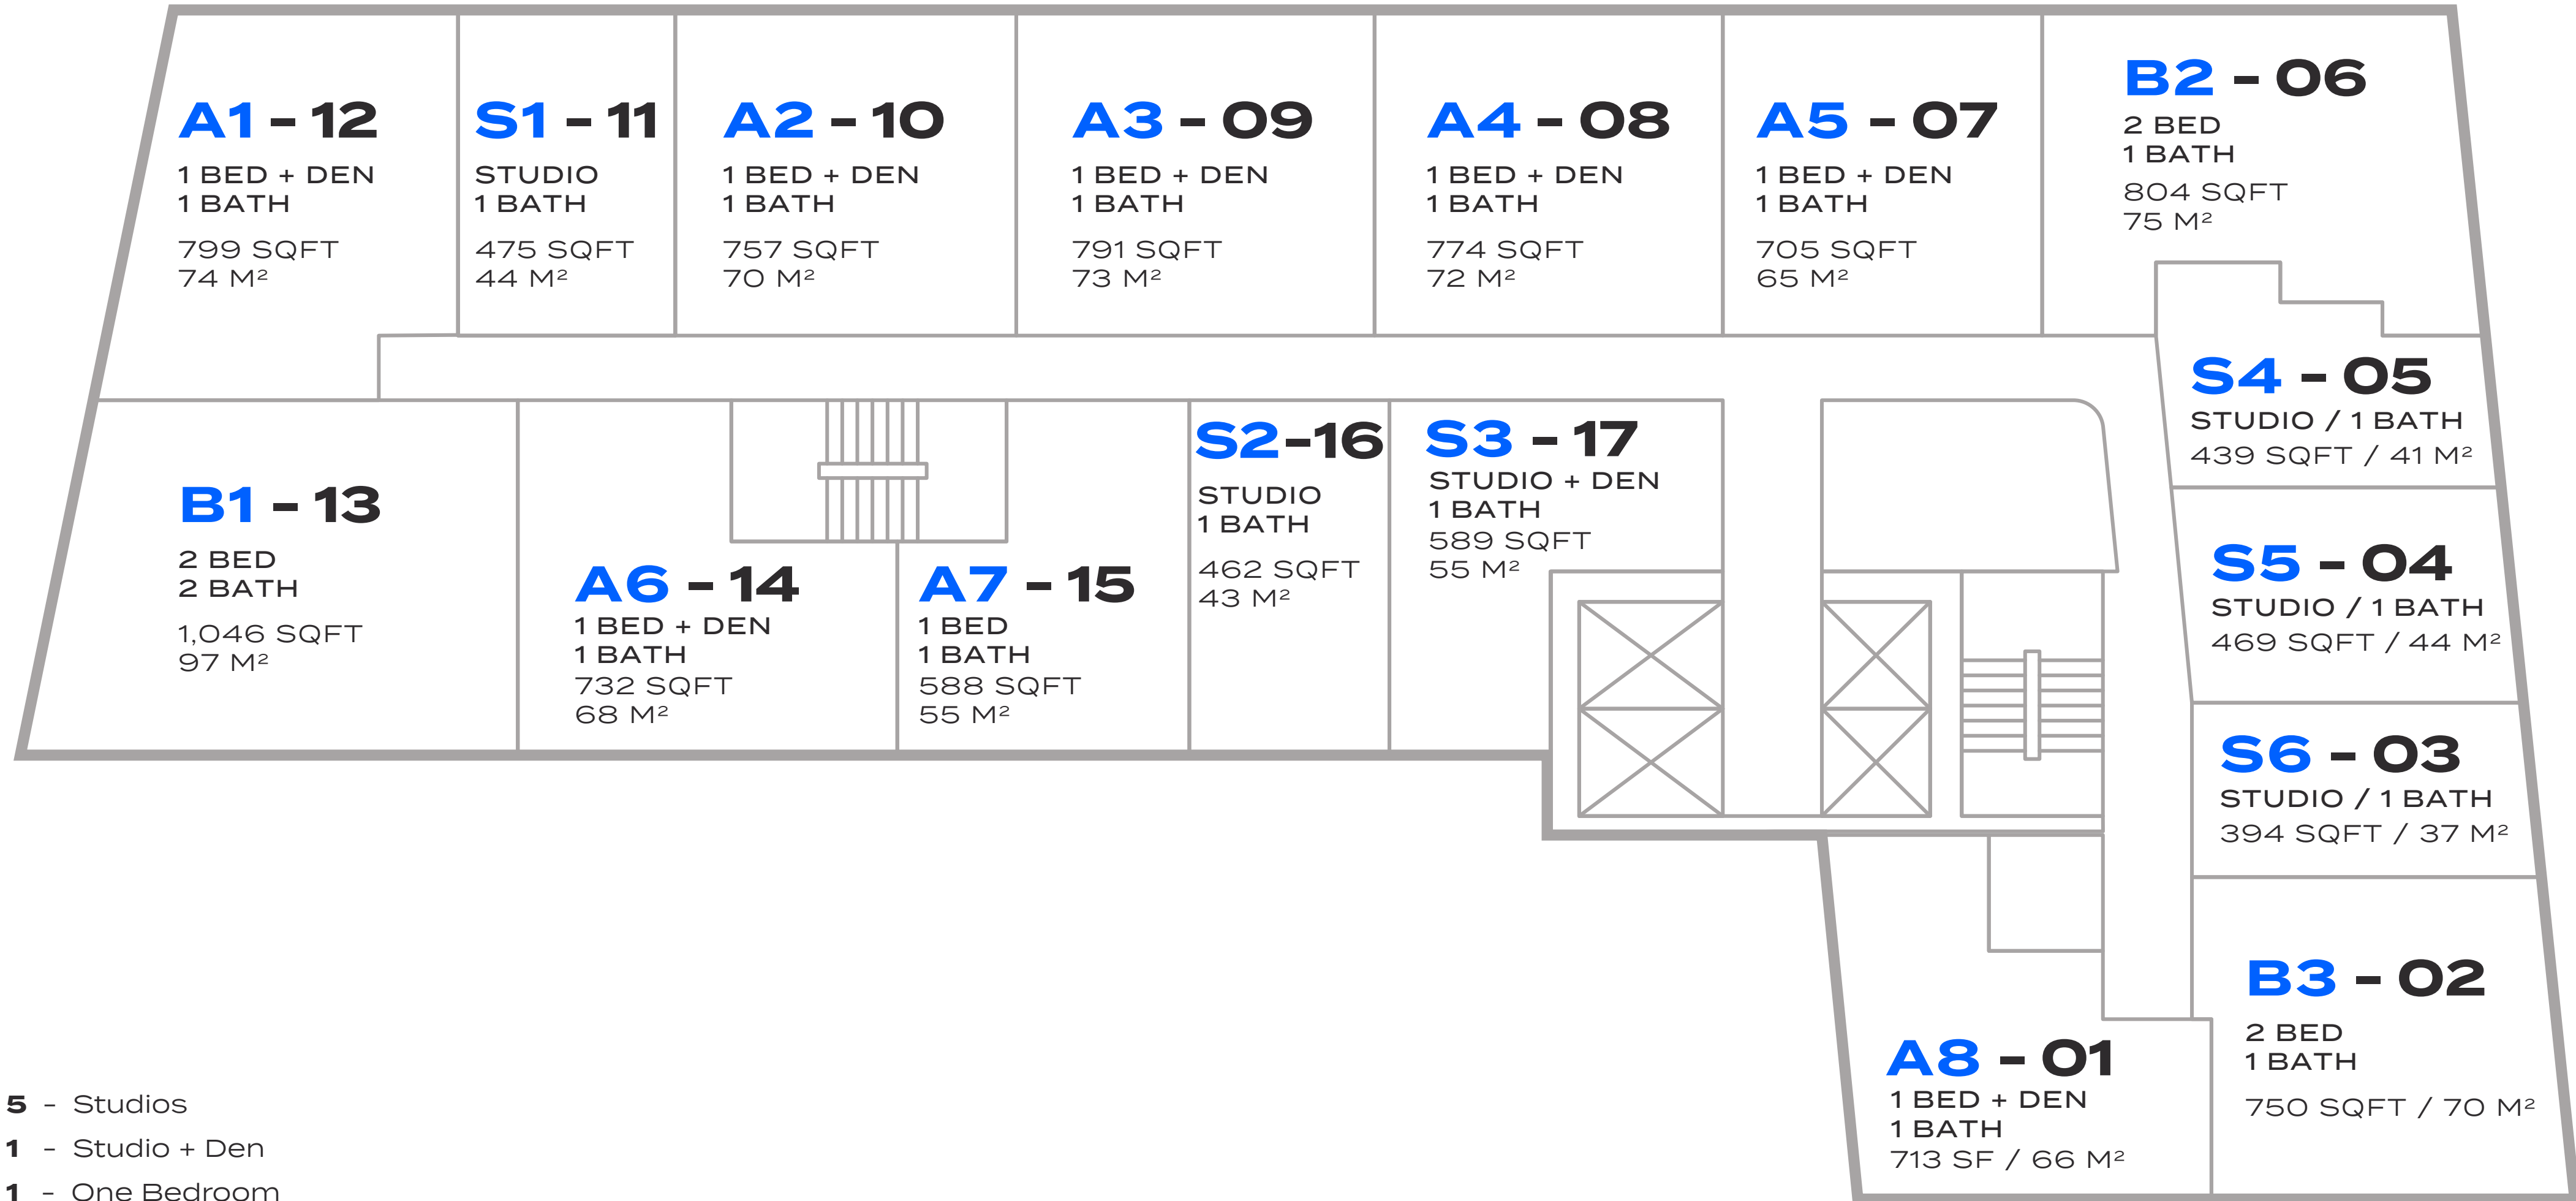 A1 - 12
1 BED + DEN
1 BATH
799 SQFT
74 M²
S1 - 11
STUDIO
1 BATH
475 SQFT
44 M²
A2 - 10
1 BED + DEN
1 BATH
757 SQFT
70 M²
A3 - 09
1 BED + DEN
1 BATH
791 SQFT
73 M²
A4 - 08
1 BED + DEN
1 BATH
774 SQFT
72 M²
A5 - 07
1 BED + DEN
1 BATH
705 SQFT
65 M²
B2 - 06
2 BED
1 BATH
804 SQFT
75 M²
B1 - 13
2 BED
2 BATH
1,046 SQFT
97 M²
A6 - 14
1 BED + DEN
1 BATH
732 SQFT
68 M²
A7 - 15
1 BED
1 BATH
588 SQFT
55 M²
S2-16
STUDIO
1 BATH
462 SQFT
43 M²
S3 - 17
STUDIO + DEN
1 BATH
589 SQFT
55 M²
S4 - 05
STUDIO / 1 BATH
439 SQFT / 41 M²
S5 - 04
STUDIO / 1 BATH
469 SQFT / 44 M²
S6 - 03
STUDIO / 1 BATH
394 SQFT / 37 M²
B3 - 02
2 BED
1 BATH
750 SQFT / 70 M²
A8 - 01
1 BED + DEN
1 BATH
713 SF / 66 M²
5 - Studios
1 - Studio + Den
1 - One Bedroom